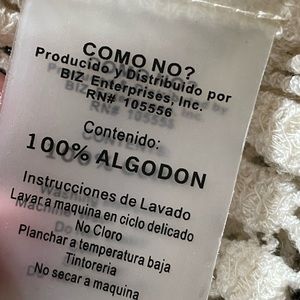 COMO NO?
Producido y Distribuido por
BIZ Enterprises, Inc.
RN# 105556
Contenido:
100% ALGODON
Instrucciones de Lavado
Lavar a maquina en ciclo delicado
No Cloro
Planchar a temperatura baja
Tintoreria
No secar a maquina